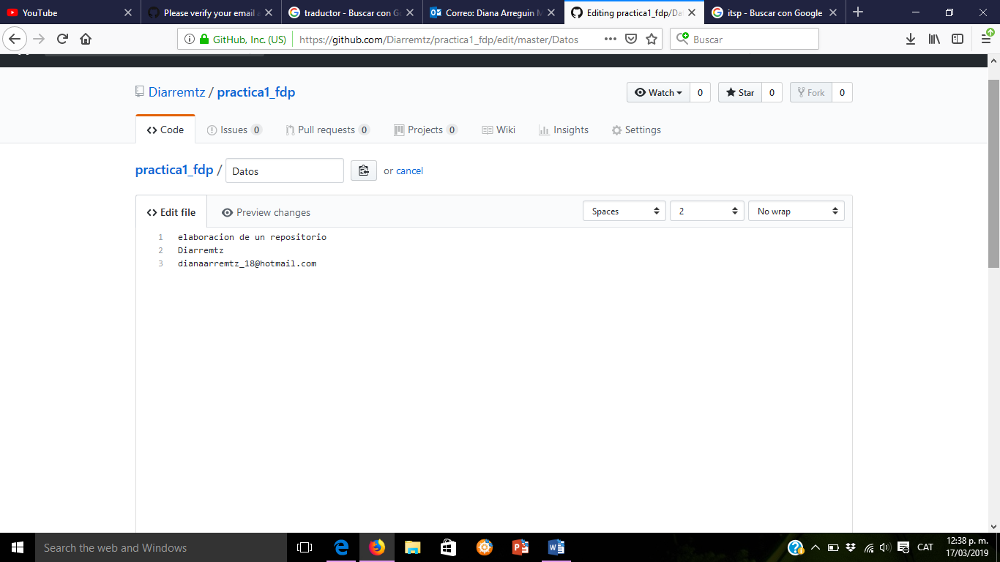 YouTube
Please verify your email a
traductor - Buscar con Go
Correo: Diana Arreguin M
Editing practica1_fdp/Da
itsp - Buscar con Google
GitHub, Inc. (US)
https://github.com/Diarremtz/practica1_fdp/edit/master/Datos
Buscar
Diarremtz / practica1_fdp
Watch 0
Star 0
Fork 0
Code
Issues 0
Pull requests 0
Projects 0
Wiki
Insights
Settings
practica1_fdp / Datos
or cancel
Edit file
Preview changes
Spaces
2
No wrap
1 elaboracion de un repositorio
2 Diarremtz
3 dianaarremtz_18@hotmail.com
Search the web and Windows
CAT
12:38 p. m.
17/03/2019